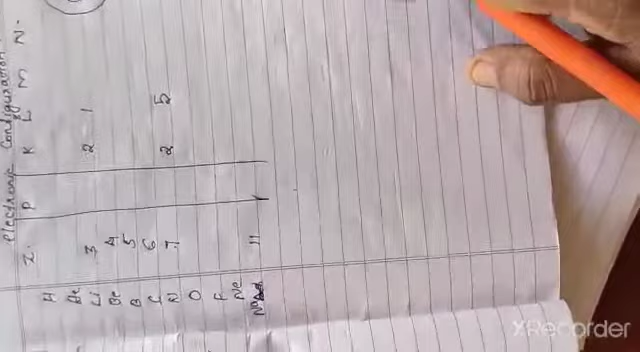 Electronic Configuration
Z. P K L M N.
H
He
Li 3 2 1
Be 4
B 5
C 6
N 7 2 5
O
F
Ne
Na 11
XRecorder